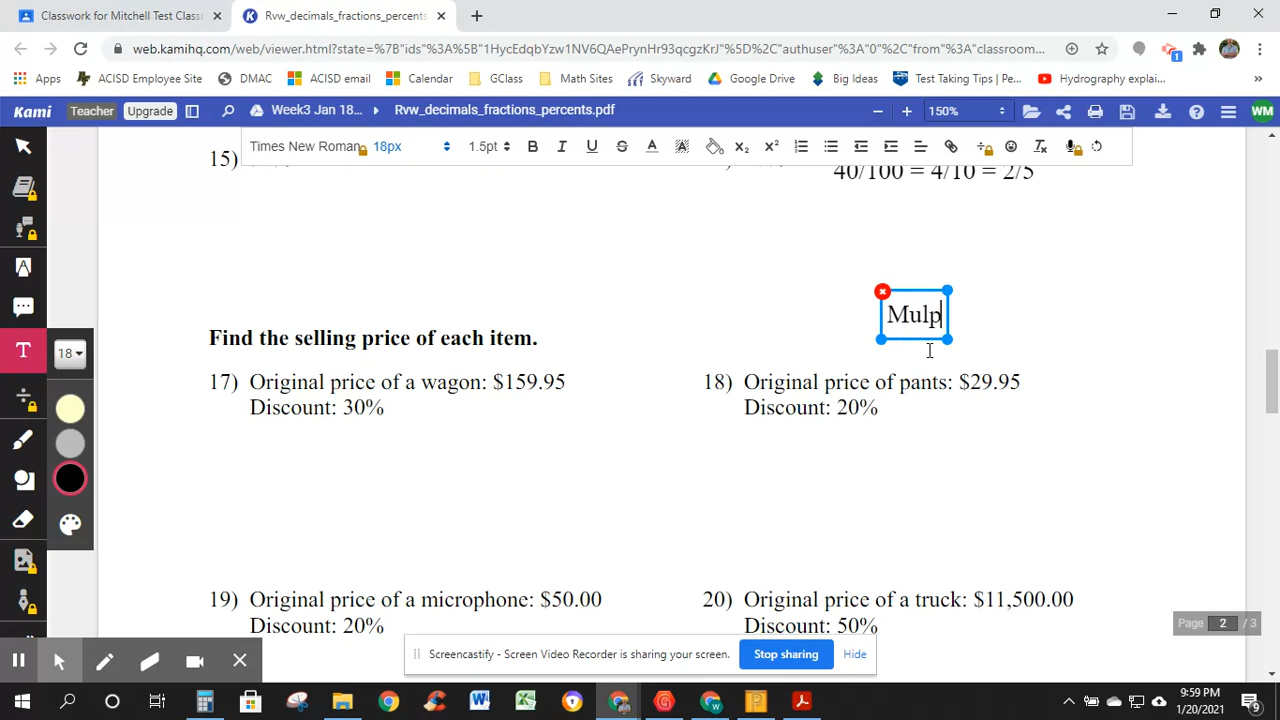 Classwork for Mitchell Test Classr
Rvw_decimals_fractions_percents
web.kamihq.com/web/viewer.html?state=%7B"ids"%3A%5B"1HycEdqbYzw1NV6QAePrynHr93qcgzKrJ"%5D%2C"authuser"%3A"0"%2C"from"%3A"classroom...
1
Apps
ACISD Employee Site
DMAC
ACISD email
Calendar
GClass
Math Sites
Skyward
Google Drive
Big Ideas
Test Taking Tips | Pe...
Hydrography explai...
»
Kami
Teacher
Upgrade
Week3 Jan 18...
Rvw_decimals_fractions_percents.pdf
150%
WM
Times New Roman
18px
1.5pt
15)
40/100 = 4/10 = 2/5
Mulp
18
Find the selling price of each item.
17) Original price of a wagon: $159.95
Discount: 30%
18) Original price of pants: $29.95
Discount: 20%
19) Original price of a microphone: $50.00
Discount: 20%
20) Original price of a truck: $11,500.00
Discount: 50%
Page 2 / 3
Screencastify - Screen Video Recorder is sharing your screen.
Stop sharing
Hide
9:59 PM
1/20/2021
9